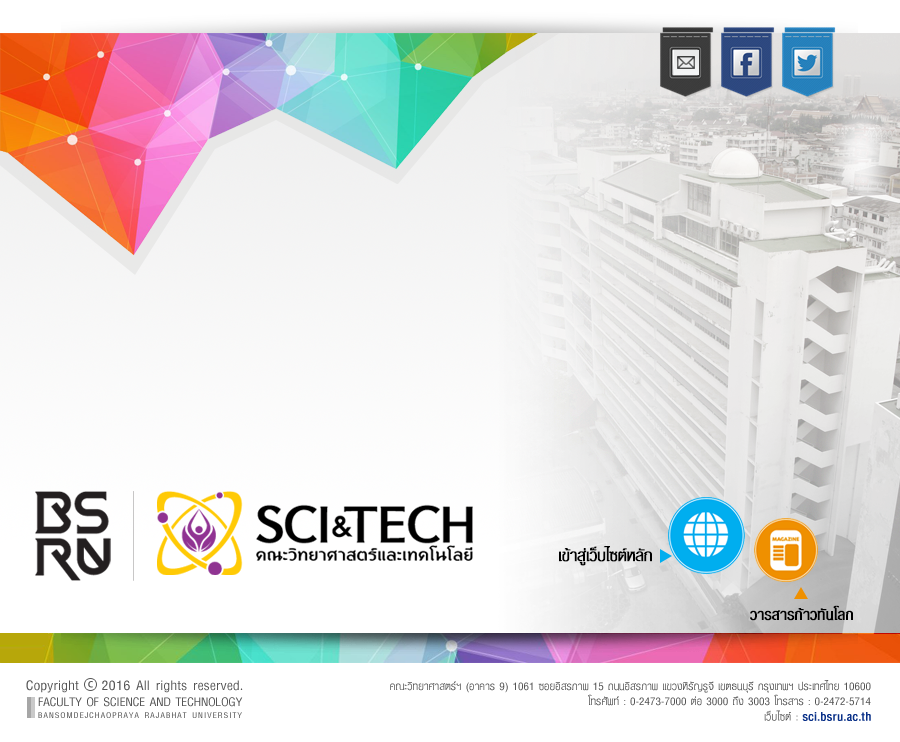 BS
RU
SCI&TECH
คณะวิทยาศาสตร์และเทคโนโลยี
เข้าสู่เว็บไซต์หลัก
MAGAZINE
วารสารก้าวทันโลก
Copyright © 2016 All rights reserved.
FACULTY OF SCIENCE AND TECHNOLOGY
BANSOMDEJCHAOPRAYA RAJABHAT UNIVERSITY
คณะวิทยาศาสตร์ฯ (อาคาร 9) 1061 ซอยอิสรภาพ 15 ถนนอิสรภาพ แขวงหิรัญรูจี เขตธนบุรี กรุงเทพฯ ประเทศไทย 10600
โทรศัพท์ : 0-2473-7000 ต่อ 3000 ถึง 3003 โทรสาร : 0-2472-5714
เว็บไซต์ : sci.bsru.ac.th